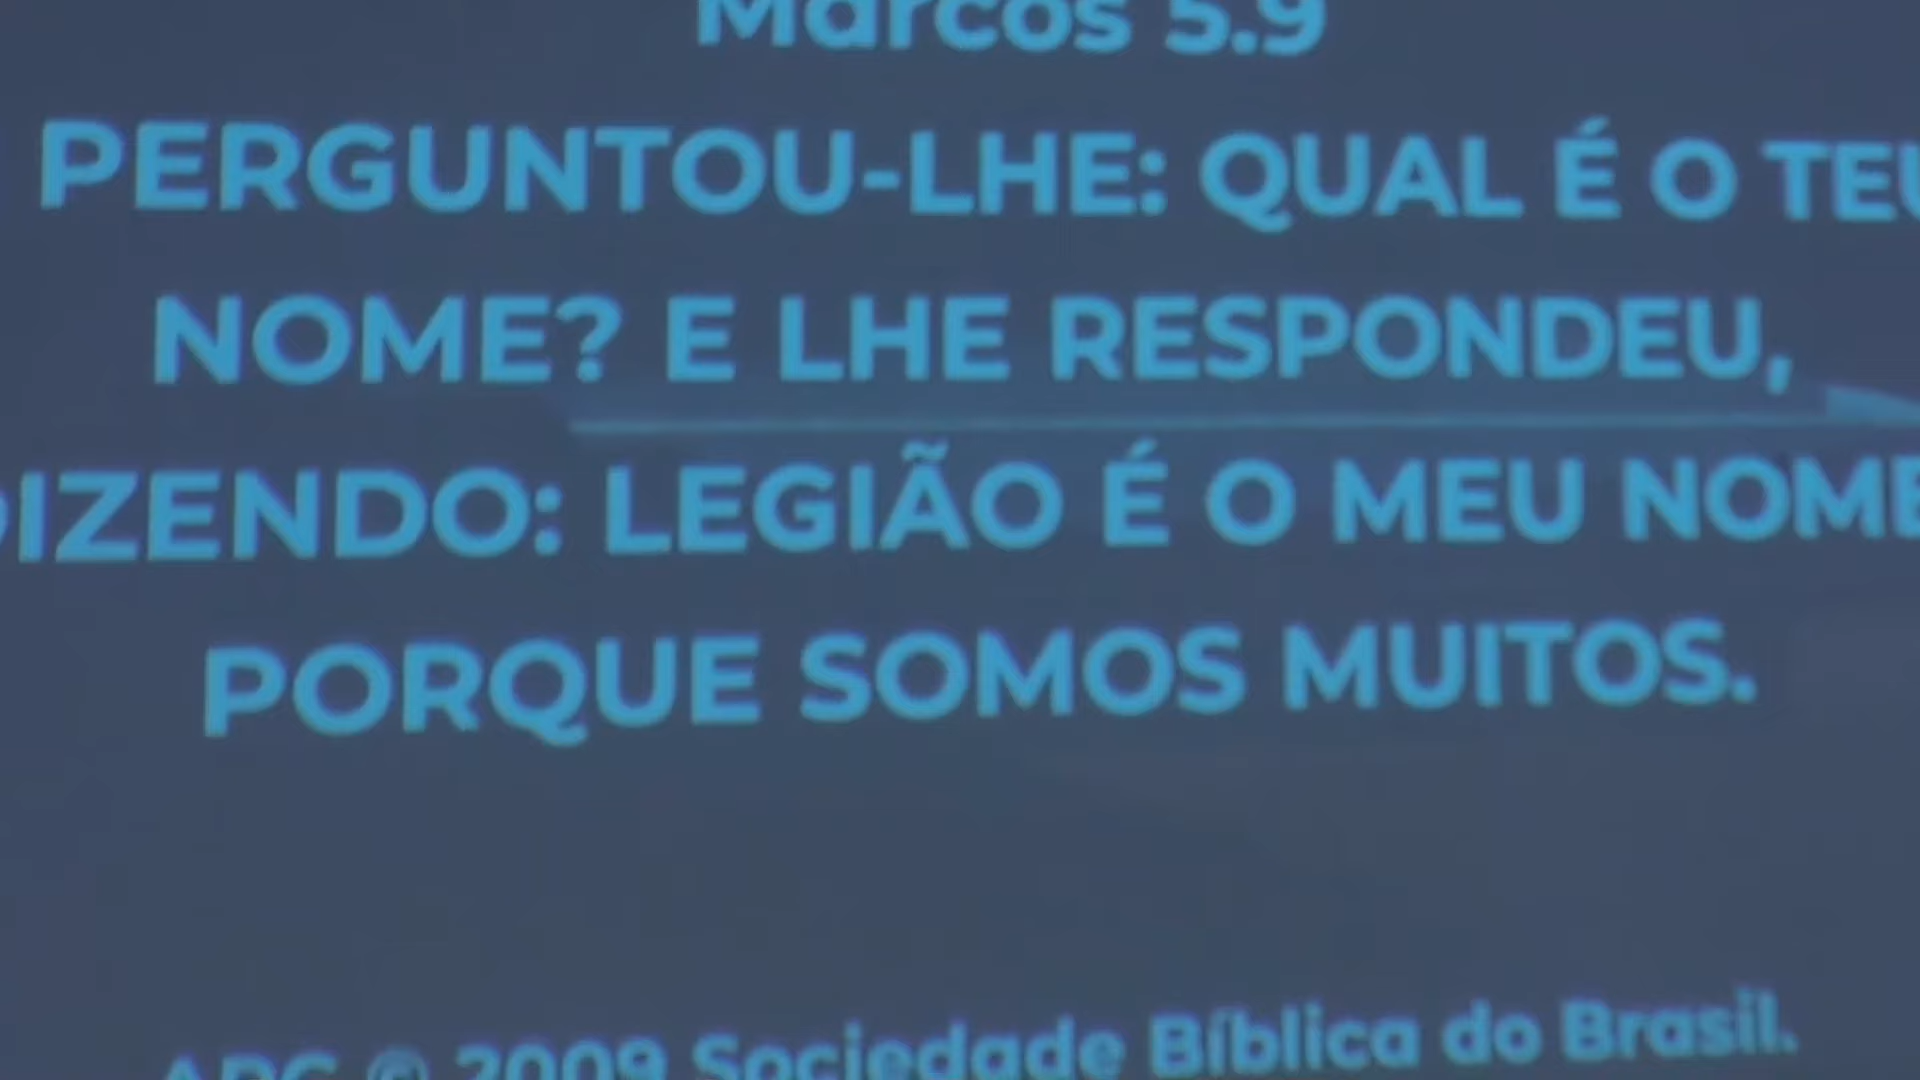 Marcos 5.9
PERGUNTOU-LHE: QUAL É O TEU
NOME? E LHE RESPONDEU,
DIZENDO: LEGIÃO É O MEU NOME
PORQUE SOMOS MUITOS.
ARC © 2009 Sociedade Bíblica do Brasil.